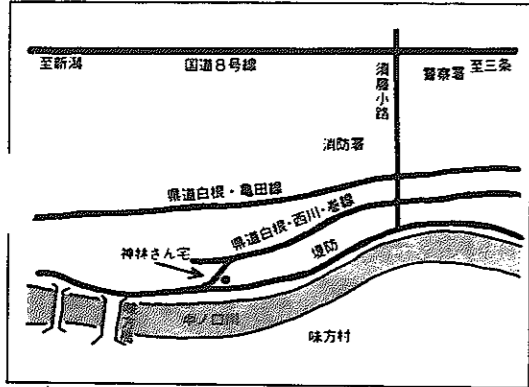 至新潟
国道8号線
警察署
至三条
須屋小路
消防署
県道白根・亀田線
県道白根・西川・巻線
神林さん宅
堤防
中ノ口川
味方村